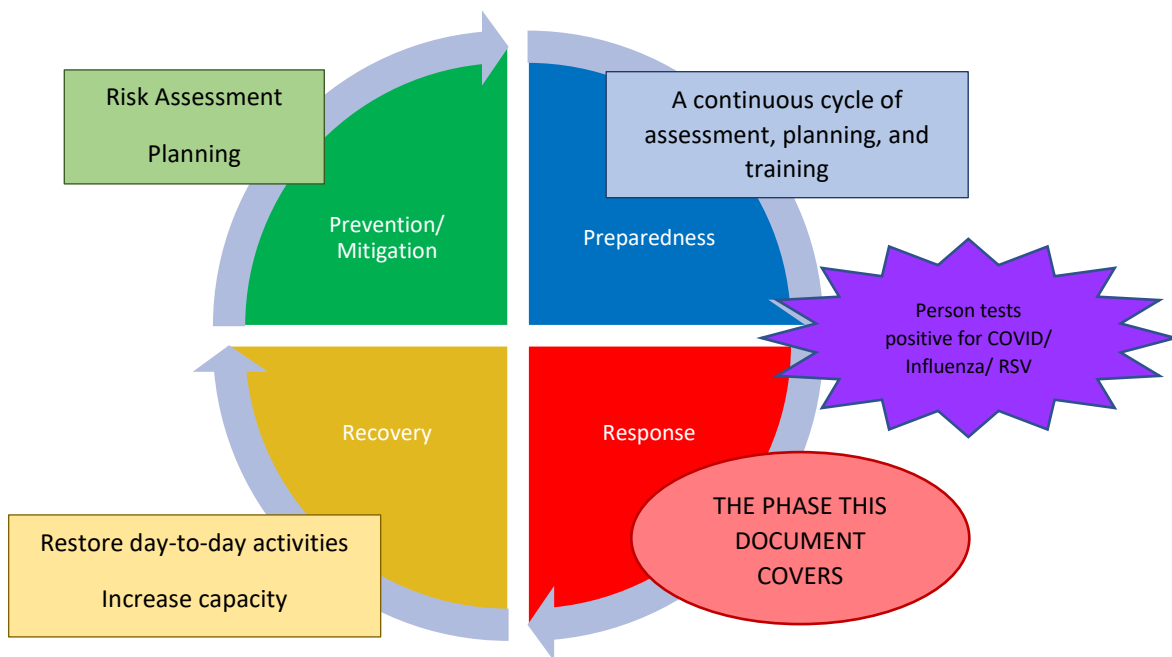 Risk Assessment
Planning
A continuous cycle of
assessment, planning, and
training
Prevention/
Mitigation
Preparedness
Person tests
positive for COVID/
Influenza/ RSV
Recovery
Response
THE PHASE THIS
DOCUMENT
COVERS
Restore day-to-day activities
Increase capacity